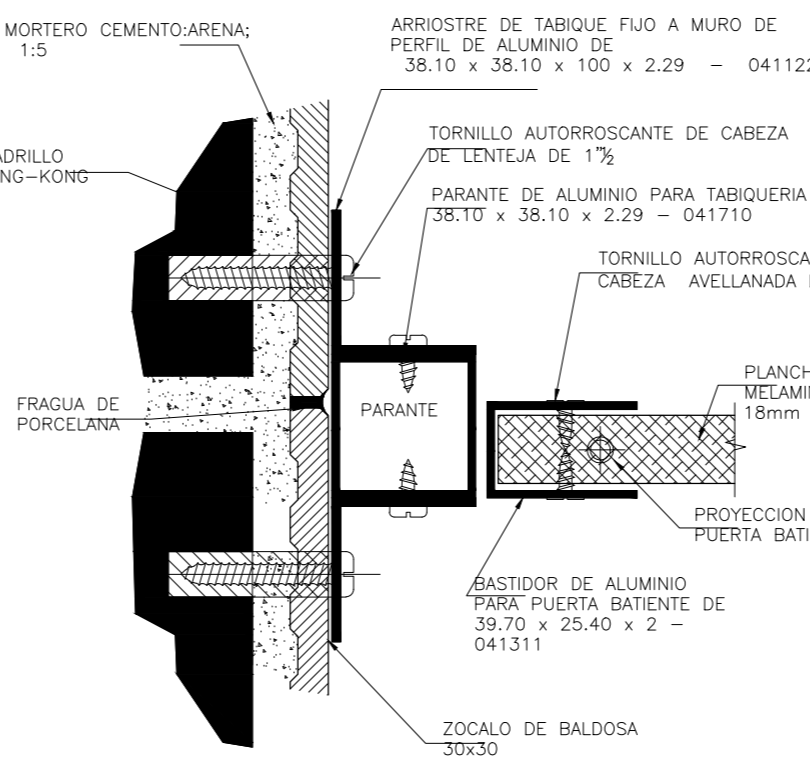 MORTERO CEMENTO:ARENA;
1:5
ARRIOSTRE DE TABIQUE FIJO A MURO DE
PERFIL DE ALUMINIO DE
38.10 x 38.10 x 100 x 2.29 – 041122
TORNILLO AUTORROSCANTE DE CABEZA
DE LENTEJA DE 1"½
PARANTE DE ALUMINIO PARA TABIQUERIA
38.10 x 38.10 x 2.29 – 041710
TORNILLO AUTORROSCA
CABEZA AVELLANADA
PLANCH
MELAMIN
18mm
ADRILLO
NG–KONG
FRAGUA DE
PORCELANA
PARANTE
PROYECCION
PUERTA BATI
BASTIDOR DE ALUMINIO
PARA PUERTA BATIENTE DE
39.70 x 25.40 x 2 –
041311
ZOCALO DE BALDOSA
30x30